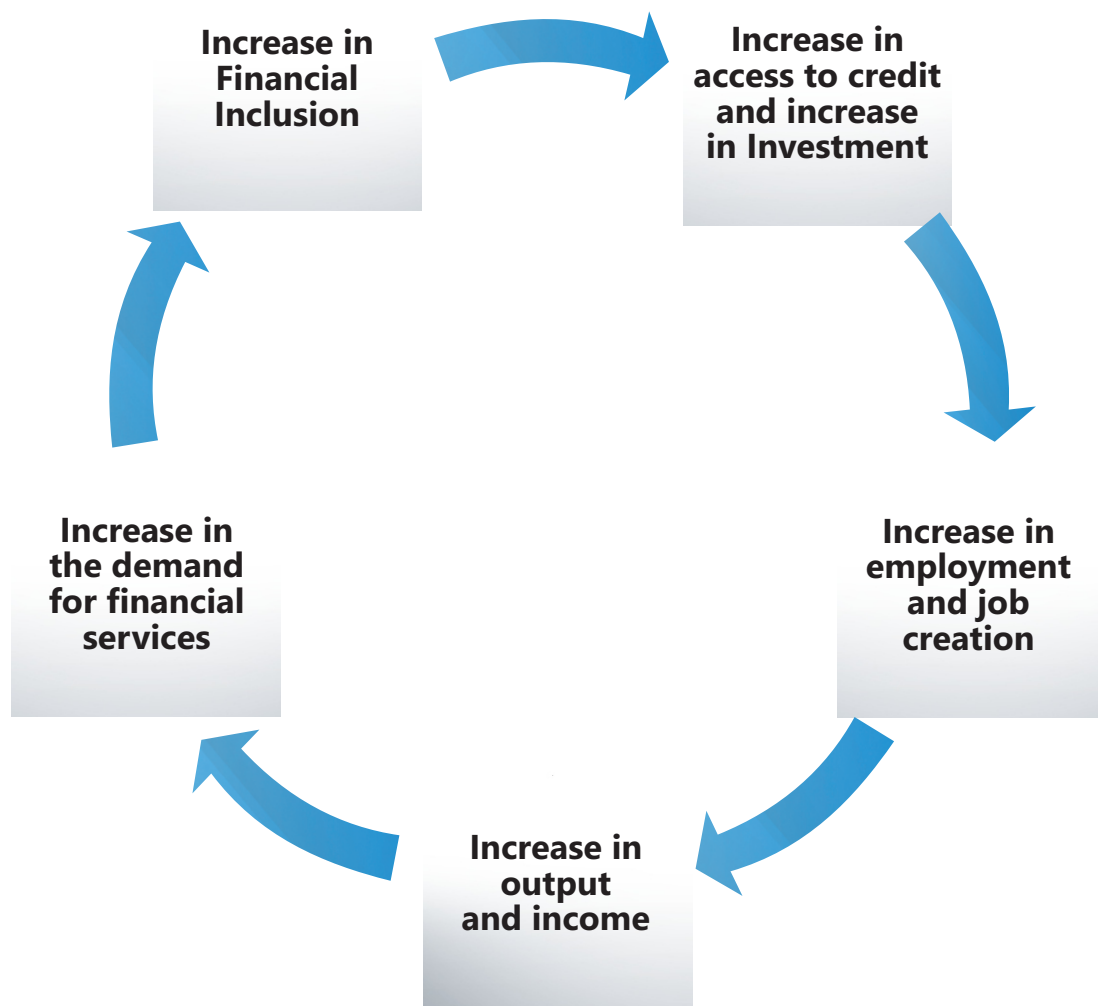 Increase in
Financial
Inclusion
Increase in
access to credit
and increase
in Investment
Increase in
employment
and job
creation
Increase in
output
and income
Increase in
the demand
for financial
services